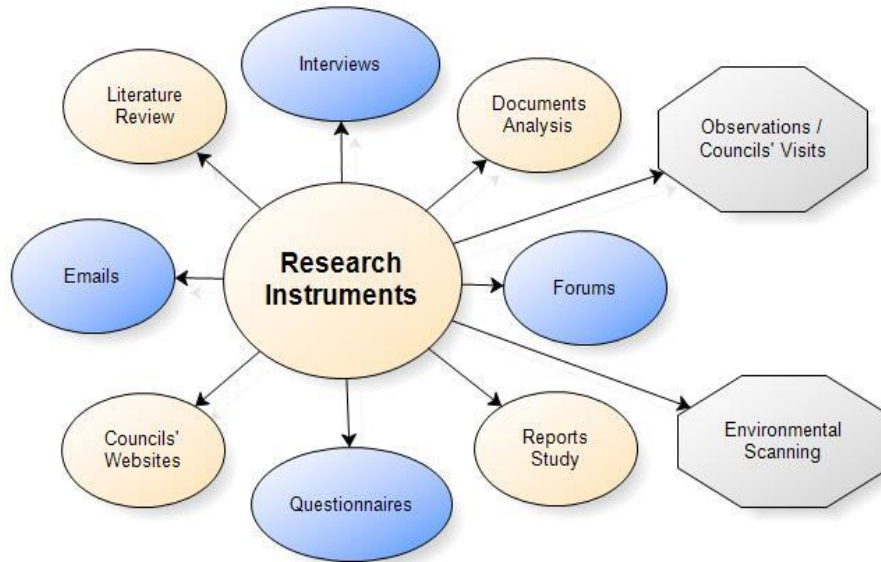 Interviews
Literature
Review
Documents
Analysis
Observations /
Councils' Visits
Research
Instruments
Emails
Forums
Councils'
Websites
Reports
Study
Environmental
Scanning
Questionnaires